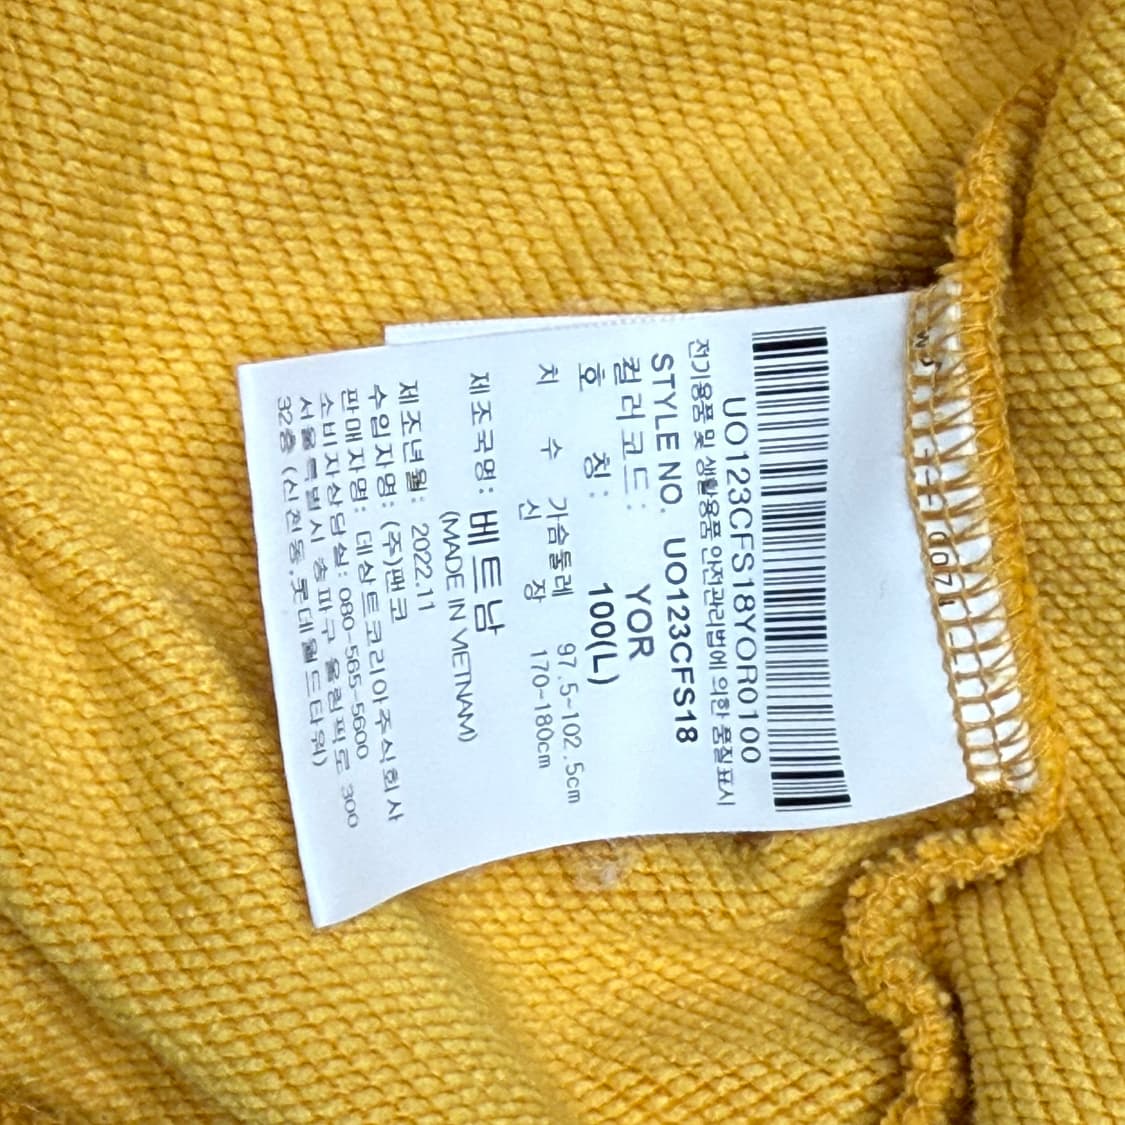 UO123CFS18YOR0100
전기용품 및 생활용품 안전관리법에 의한 품질표시
STYLE NO. UO123CFS18
컬러코드: YOR
호 칭: 100(L)
치 수 가슴둘레 97.5~102.5cm
신 장 170~180cm
제조국명: 베트남
(MADE IN VIETNAM)
제조년월: 2022.11
수입자명: (주)팬코
판매자명: 데상트코리아주식회사
소비자상담실: 080-565-5600
서울특별시 송파구 올림픽로 300
32층 (신천동,롯데월드타워)